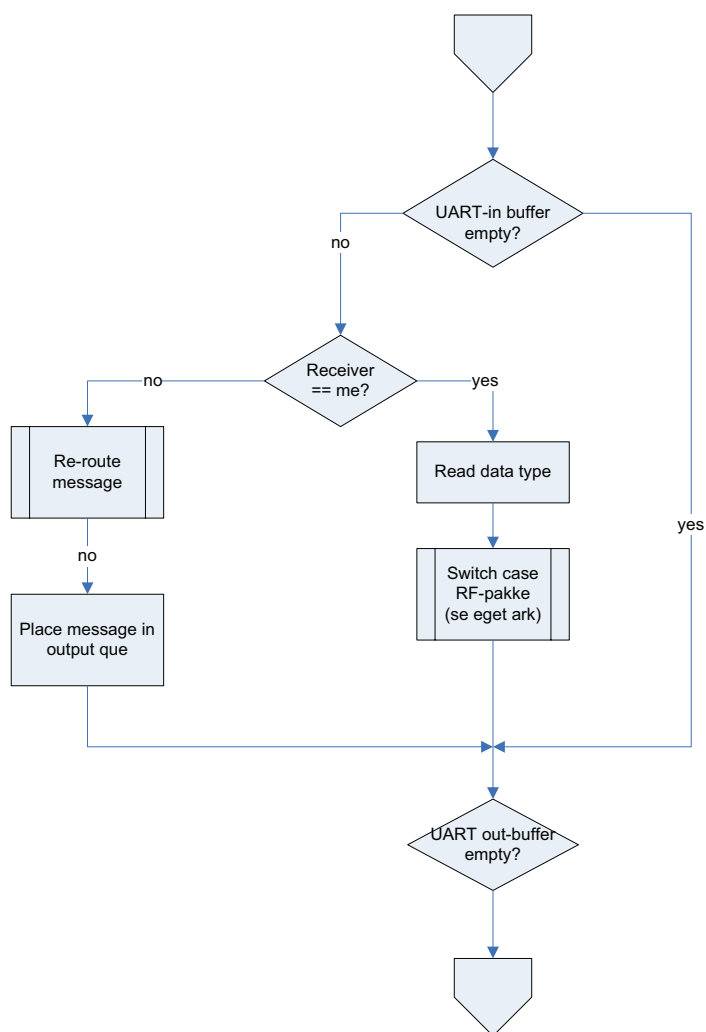 UART-in buffer
empty?
no
yes
Receiver
== me?
no
yes
Re-route
message
Read data type
no
Switch case
RF-pakke
(se eget ark)
Place message in
output que
UART out-buffer
empty?